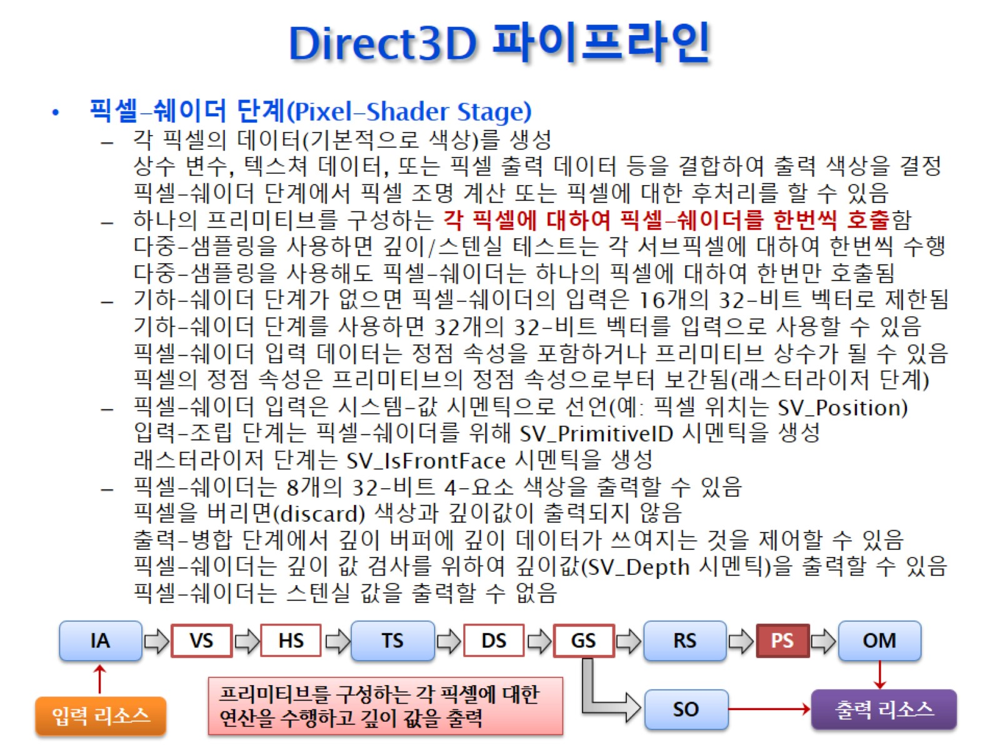 Direct3D 파이프라인
• 픽셀-쉐이더 단계(Pixel-Shader Stage)
– 각 픽셀의 데이터(기본적으로 색상)를 생성
상수 변수, 텍스쳐 데이터, 또는 픽셀 출력 데이터 등을 결합하여 출력 색상을 결정
픽셀-쉐이더 단계에서 픽셀 조명 계산 또는 픽셀에 대한 후처리를 할 수 있음
– 하나의 프리미티브를 구성하는 각 픽셀에 대하여 픽셀-쉐이더를 한번씩 호출함
다중-샘플링을 사용하면 깊이/스텐실 테스트는 각 서브픽셀에 대하여 한번씩 수행
다중-샘플링을 사용해도 픽셀-쉐이더는 하나의 픽셀에 대하여 한번만 호출됨
– 기하-쉐이더 단계가 없으면 픽셀-쉐이더의 입력은 16개의 32-비트 벡터로 제한됨
기하-쉐이더 단계를 사용하면 32개의 32-비트 벡터를 입력으로 사용할 수 있음
픽셀-쉐이더 입력 데이터는 정점 속성을 포함하거나 프리미티브 상수가 될 수 있음
픽셀의 정점 속성은 프리미티브의 정점 속성으로부터 보간됨(래스터라이저 단계)
– 픽셀-쉐이더 입력은 시스템-값 시멘틱으로 선언(예: 픽셀 위치는 SV_Position)
입력-조립 단계는 픽셀-쉐이더를 위해 SV_PrimitiveID 시멘틱을 생성
래스터라이저 단계는 SV_IsFrontFace 시멘틱을 생성
– 픽셀-쉐이더는 8개의 32-비트 4-요소 색상을 출력할 수 있음
픽셀을 버리면(discard) 색상과 깊이값이 출력되지 않음
출력-병합 단계에서 깊이 버퍼에 깊이 데이터가 쓰여지는 것을 제어할 수 있음
픽셀-쉐이더는 깊이 값 검사를 위하여 깊이값(SV_Depth 시멘틱)을 출력할 수 있음
픽셀-쉐이더는 스텐실 값을 출력할 수 없음
IA VS HS TS DS GS RS PS OM
프리미티브를 구성하는 각 픽셀에 대한
연산을 수행하고 깊이 값을 출력
입력 리소스
SO
출력 리소스